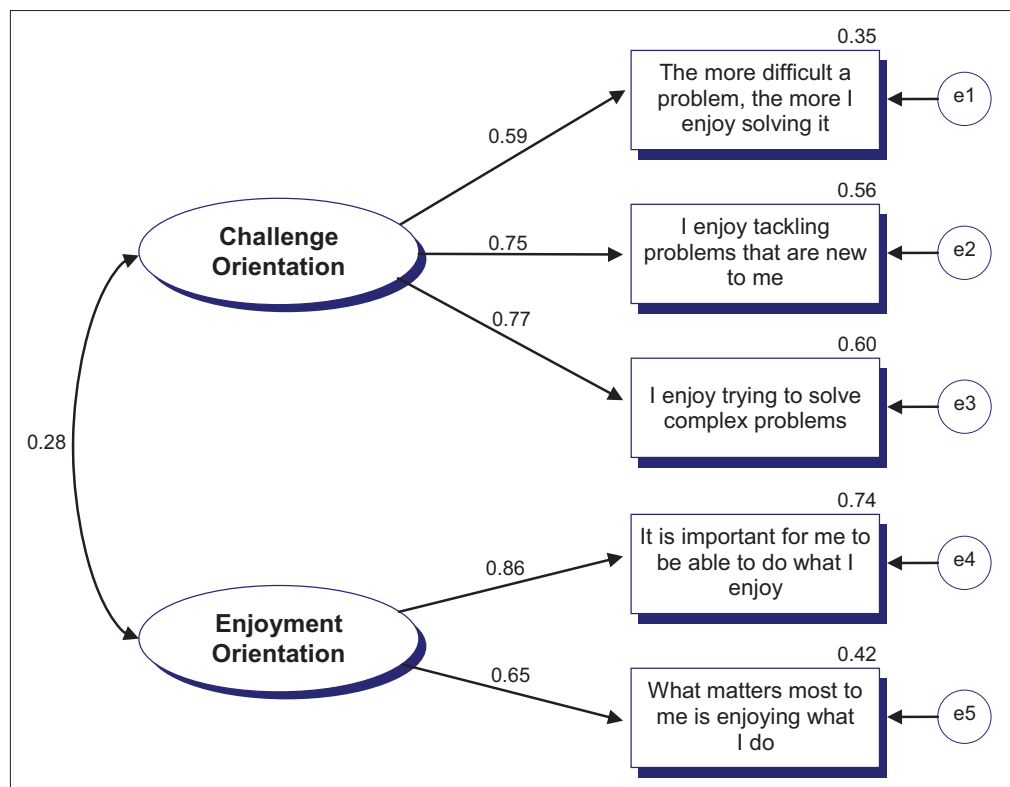 0.35
The more difficult a
problem, the more I
enjoy solving it
e1
0.59
0.56
Challenge
Orientation
0.75
I enjoy tackling
problems that are new
to me
e2
0.77
0.60
I enjoy trying to solve
complex problems
e3
0.28
0.74
It is important for me to
be able to do what I
enjoy
e4
0.86
Enjoyment
Orientation
0.65
0.42
What matters most to
me is enjoying what
I do
e5